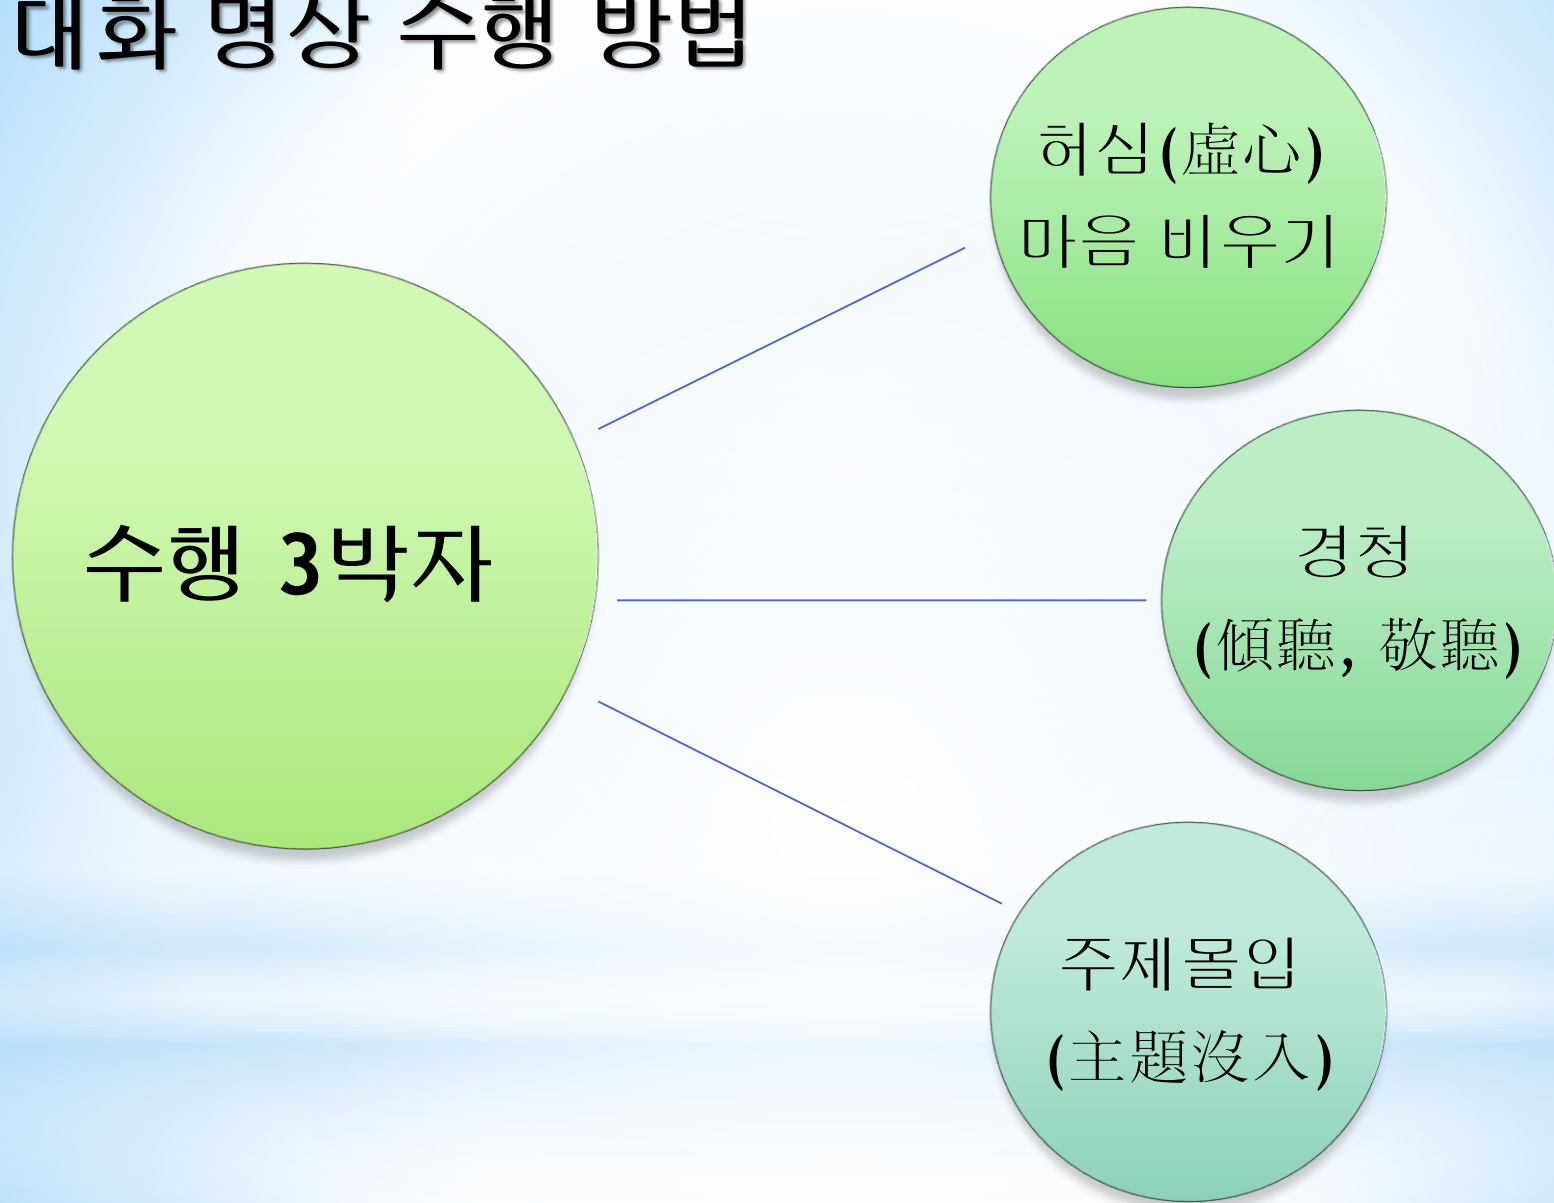 대화 명상 수행 방법
수행 3박자
허심(虛心)
마음 비우기
경청
(傾聽, 敬聽)
주제몰입
(主題沒入)